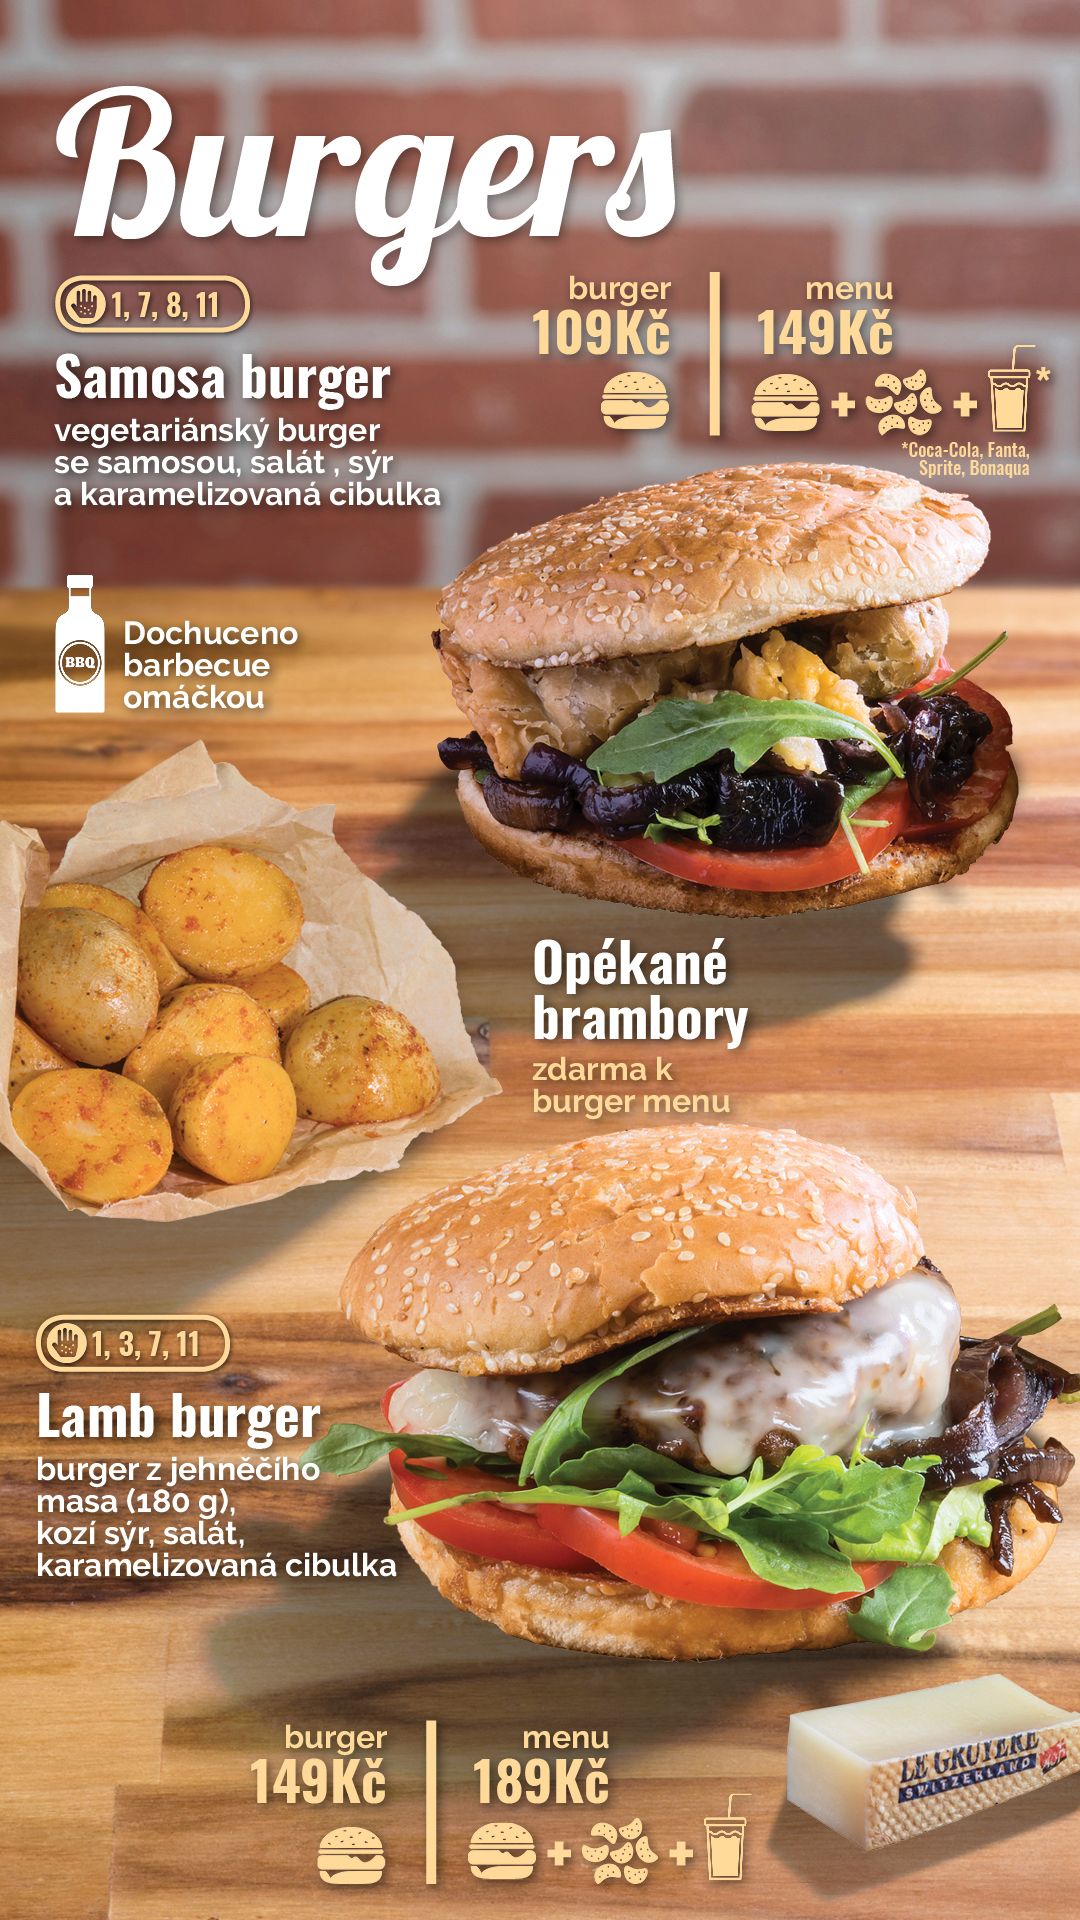 Burgers
1, 7, 8, 11
Samosa burger
vegetariánský burger
se samosou, salát , sýr
a karamelizovaná cibulka
burger
109Kč
menu
149Kč
*
*Coca-Cola, Fanta,
Sprite, Bonaqua
BBQ
Dochuceno
barbecue
omáčkou
Opékané
brambory
zdarma k
burger menu
1, 3, 7, 11
Lamb burger
burger z jehněčího
masa (180 g),
kozí sýr, salát,
karamelizovaná cibulka
burger
149Kč
menu
189Kč
LE GRUYERE
SWITZERLAND